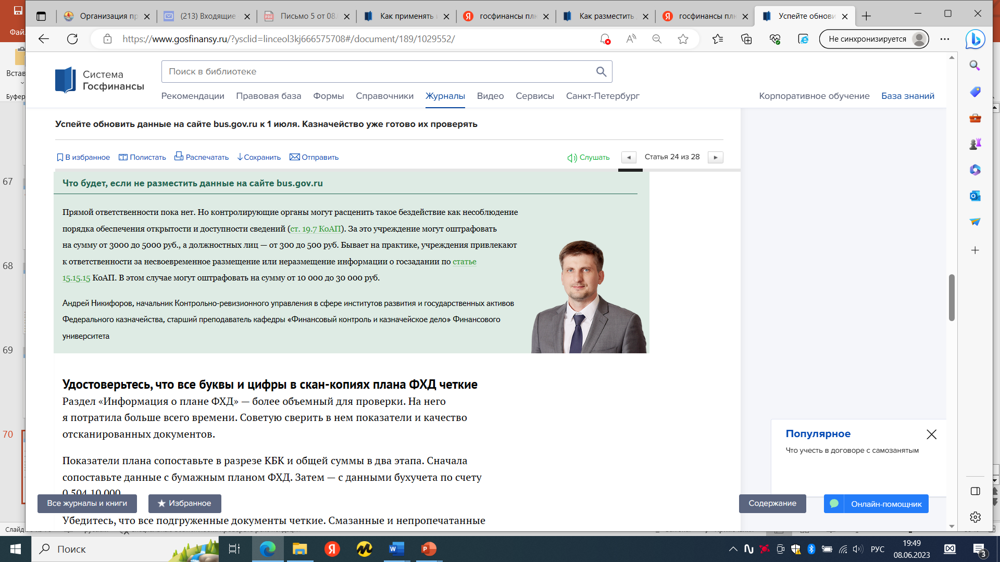 Организация пр
(213) Входящие
Письмо 5 от 08.
Как применять
госфинансы пл
Как разместить
госфинансы пл
Успейте обнови
https://www.gosfinansy.ru/?ysclid=linceol3kj666575708#/document/189/1029552/
Не синхронизируется
Фай
Встав
Буфер
67
68
69
70
Система
Госфинансы
Поиск в библиотеке
Рекомендации Правовая база Формы Справочники Журналы Видео Сервисы Санкт-Петербург Корпоративное обучение База знаний
Успейте обновить данные на сайте bus.gov.ru к 1 июля. Казначейство уже готово их проверять
В избранное Полистать Распечатать Сохранить Отправить Слушать Статья 24 из 28
Что будет, если не разместить данные на сайте bus.gov.ru
Прямой ответственности пока нет. Но контролирующие органы могут расценить такое бездействие как несоблюдение
порядка обеспечения открытости и доступности сведений (ст. 19.7 КоАП). За это учреждение могут оштрафовать
на сумму от 3000 до 5000 руб., а должностных лиц — от 300 до 500 руб. Бывает на практике, учреждения привлекают
к ответственности за несвоевременное размещение или неразмещение информации о госзадании по статье
15.15.15 КоАП. В этом случае могут оштрафовать на сумму от 10 000 до 30 000 руб.
Андрей Никифоров, начальник Контрольно-ревизионного управления в сфере институтов развития и государственных активов
Федерального казначейства, старший преподаватель кафедры «Финансовый контроль и казначейское дело» Финансового
университета
Удостоверьтесь, что все буквы и цифры в скан-копиях плана ФХД четкие
Раздел «Информация о плане ФХД» — более объемный для проверки. На него
я потратила больше всего времени. Советую сверить в нем показатели и качество
отсканированных документов.
Показатели плана сопоставьте в разрезе КБК и общей суммы в два этапа. Сначала
сопоставьте данные с бумажным планом ФХД. Затем — с данными бухучета по счету
0 504 10 000
Убедитесь, что все подгруженные документы четкие. Смазанные и непропечатанные
Популярное
Что учесть в договоре с самозанятым
Все журналы и книги
Избранное
Содержание
Онлайн-помощник
Слайд
Поиск
РУС
19:49
08.06.2023
3